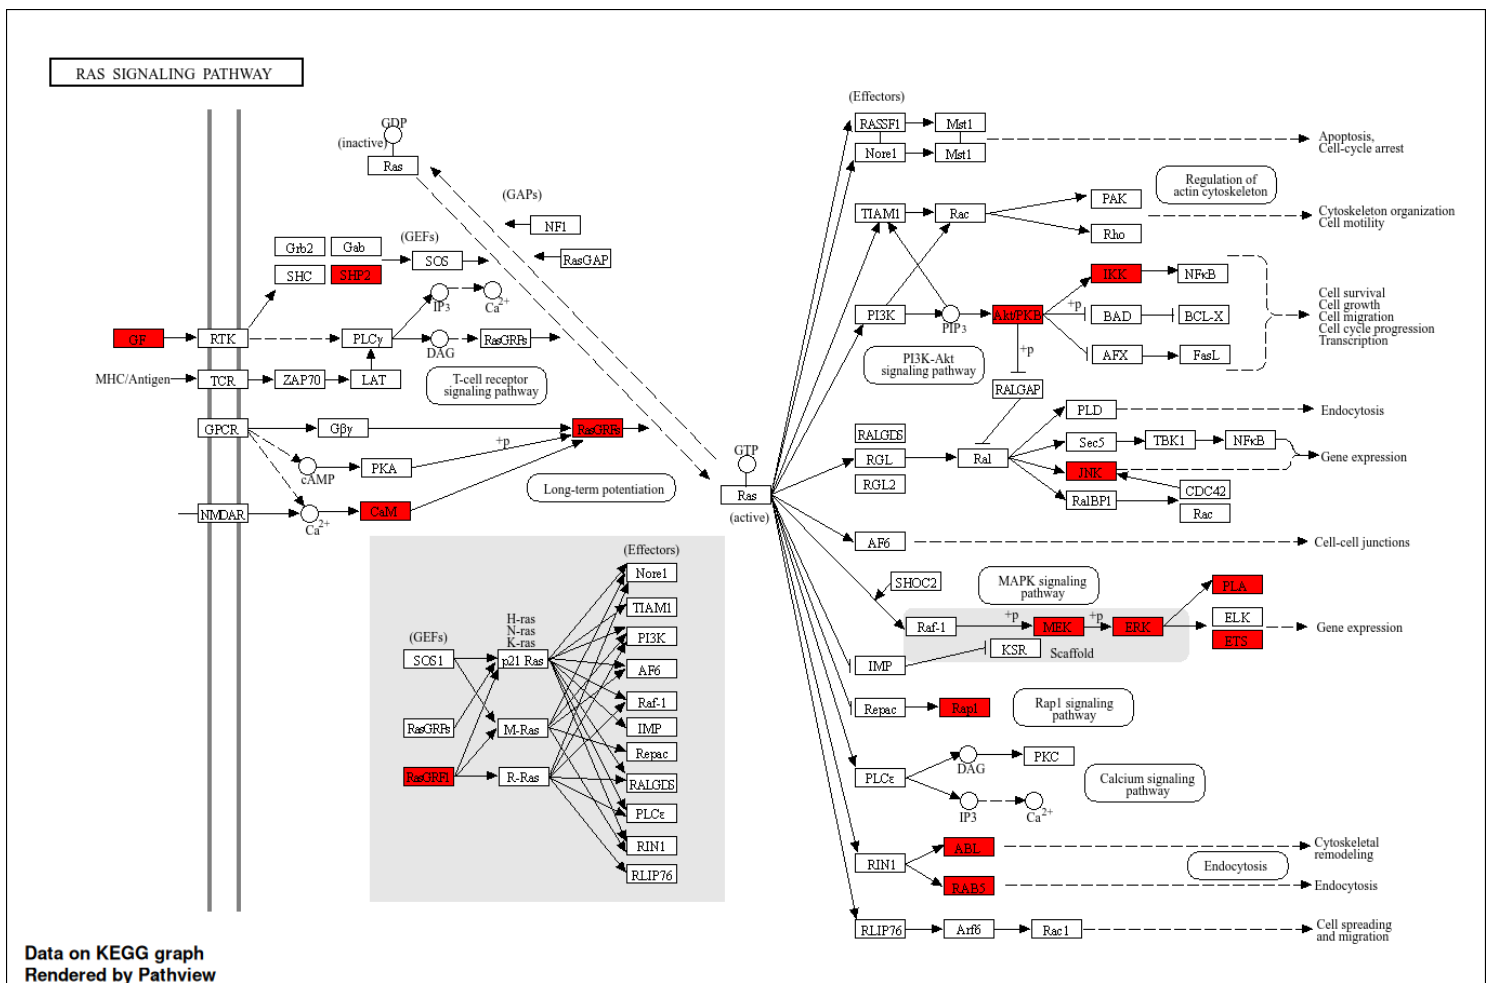 RAS SIGNALING PATHWAY
GDP
(inactive)
Ras
(GAPs)
NF1
RasGAP
(GEFs)
Grb2
Gab
SOS
SHC
SHP2
IP3
Ca2+
GF
RTK
PLCγ
DAG
RasGRPs
MHC/Antigen
TCR
ZAP70
LAT
T-cell receptor
signaling pathway
GPCR
Gβγ
RasGRFs
+p
cAMP
PKA
Long-term potentiation
NMDAR
Ca2+
CaM
GTP
Ras
(active)
(Effectors)
Nore1
TIAM1
PI3K
AF6
Raf-1
IMP
Repac
RALGDS
PLCε
RIN1
RLIP76
H-ras
N-ras
K-ras
(GEFs)
SOS1
p21 Ras
RasGRPs
M-Ras
RasGRF1
R-Ras
(Effectors)
RASSF1
Mst1
Nore1
Mst1
Apoptosis,
Cell-cycle arrest
Regulation of
actin cytoskeleton
TIAM1
Rac
PAK
Rho
Cytoskeleton organization
Cell motility
IKK
NFκB
PI3K
PIP3
Akt/PKB
+p
BAD
BCL-X
AFX
FasL
Cell survival
Cell growth
Cell migration
Cell cycle progression
Transcription
PI3K-Akt
signaling pathway
+p
RALGAP
PLD
Endocytosis
RALGDS
RGL
RGL2
Ral
Sec5
TBK1
NFκB
JNK
Gene expression
RalBP1
CDC42
Rac
AF6
Cell-cell junctions
SHOC2
MAPK signaling
pathway
PLA
Raf-1
+p
MEK
+p
ERK
ELK
ETS
Gene expression
KSR
Scaffold
IMP
Repac
Rap1
Rap1 signaling
pathway
PLCε
DAG
PKC
IP3
Ca2+
Calcium signaling
pathway
RIN1
ABL
Cytoskeletal
remodeling
Endocytosis
RAB5
Endocytosis
RLIP76
Arf6
Rac1
Cell spreading
and migration
Data on KEGG graph
Rendered by Pathview